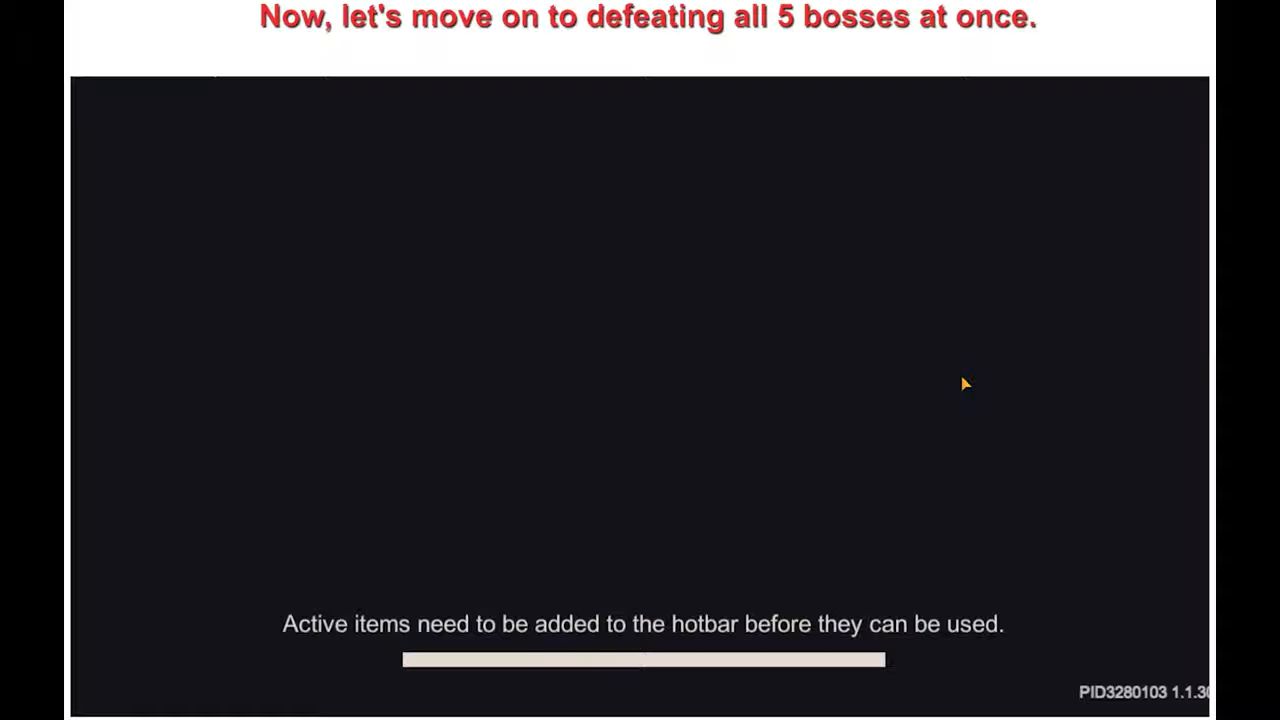 Now, let's move on to defeating all 5 bosses at once.
Active items need to be added to the hotbar before they can be used.
PID3280103 1.1.30